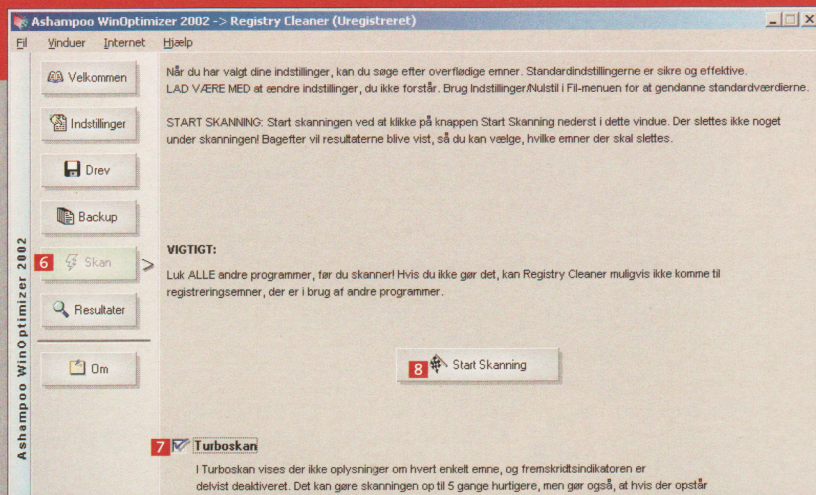 Ashampoo WinOptimizer 2002 -> Registry Cleaner (Uregistreret)
Fil Vinduer Internet Hjælp
Velkommen
Indstillinger
Drev
Backup
6 Skan >
Resultater
Om
Ashampoo WinOptimizer 2002
Når du har valgt dine indstillinger, kan du søge efter overflødige emner. Standardindstillingerne er sikre og effektive.
LAD VÆRE MED at ændre indstillinger, du ikke forstår. Brug Indstillinger/Nulstil i Fil-menuen for at gendanne standardværdierne.
START SKANNING: Start skanningen ved at klikke på knappen Start Skanning nederst i dette vindue. Der slettes ikke noget
under skanningen! Bagefter vil resultaterne blive vist, så du kan vælge, hvilke emner der skal slettes.
VIGTIGT:
Luk ALLE andre programmer, før du skanner! Hvis du ikke gør det, kan Registry Cleaner muligvis ikke komme til
registreringsemner, der er i brug af andre programmer.
8 Start Skanning
7 Turboskan
I Turboskan vises der ikke oplysninger om hvert enkelt emne, og fremskridtsindikatoren er
delvist deaktiveret. Det kan gøre skanningen op til 5 gange hurtigere, men gør også, at hvis der opstår